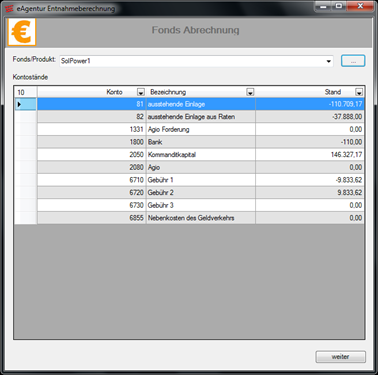 eAgentur Entnahmeberechnung
€
Fonds Abrechnung
Fonds/Produkt: SolPower1 ...
Kontostände
10 Konto Bezeichnung Stand
81 ausstehende Einlage -110.709,17
82 ausstehende Einlage aus Raten -37.888,00
1331 Agio Forderung 0,00
1800 Bank -110,00
2050 Kommanditkapital 146.327,17
2080 Agio 0,00
6710 Gebühr 1 -9.833,62
6720 Gebühr 2 9.833,62
6730 Gebühr 3 0,00
6855 Nebenkosten des Geldverkehrs 0,00
weiter